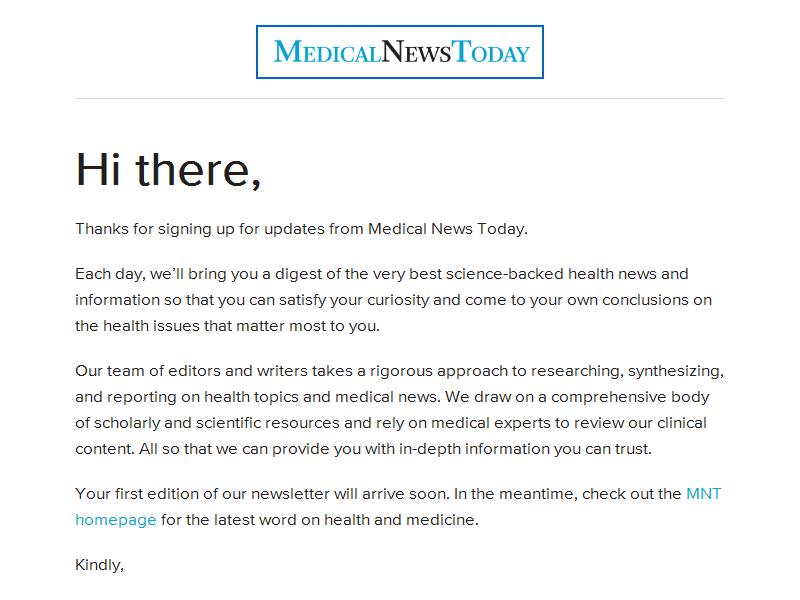 MEDICALNEWSTODAY
Hi there,
Thanks for signing up for updates from Medical News Today.
Each day, we’ll bring you a digest of the very best science-backed health news and
information so that you can satisfy your curiosity and come to your own conclusions on
the health issues that matter most to you.
Our team of editors and writers takes a rigorous approach to researching, synthesizing,
and reporting on health topics and medical news. We draw on a comprehensive body
of scholarly and scientific resources and rely on medical experts to review our clinical
content. All so that we can provide you with in-depth information you can trust.
Your first edition of our newsletter will arrive soon. In the meantime, check out the MNT
homepage for the latest word on health and medicine.
Kindly,